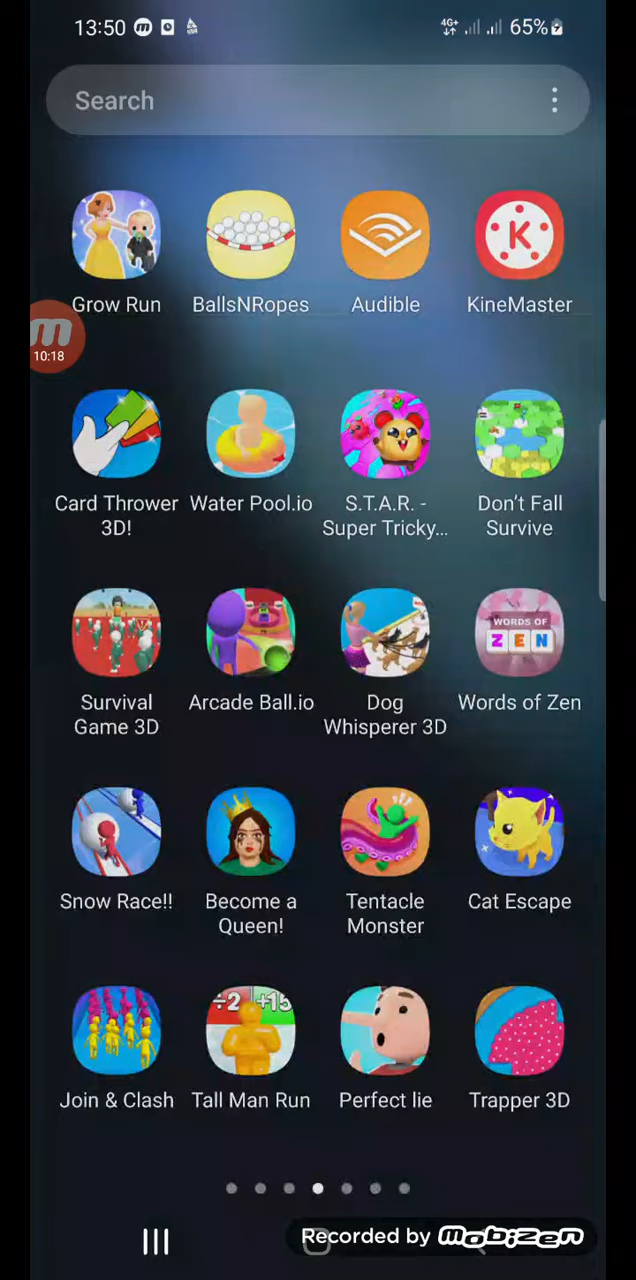 13:50
4G+
65%
Search
Grow Run
BallsNRopes
Audible
K
KineMaster
10:18
Card Thrower
3D!
Water Pool.io
S.T.A.R. -
Super Tricky...
Don't Fall
Survive
WORDS OF
ZEN
Survival
Game 3D
Arcade Ball.io
Dog
Whisperer 3D
Words of Zen
Snow Race!!
Become a
Queen!
Tentacle
Monster
Cat Escape
÷2 +15
Join & Clash
Tall Man Run
Perfect lie
Trapper 3D
Recorded by mobizen